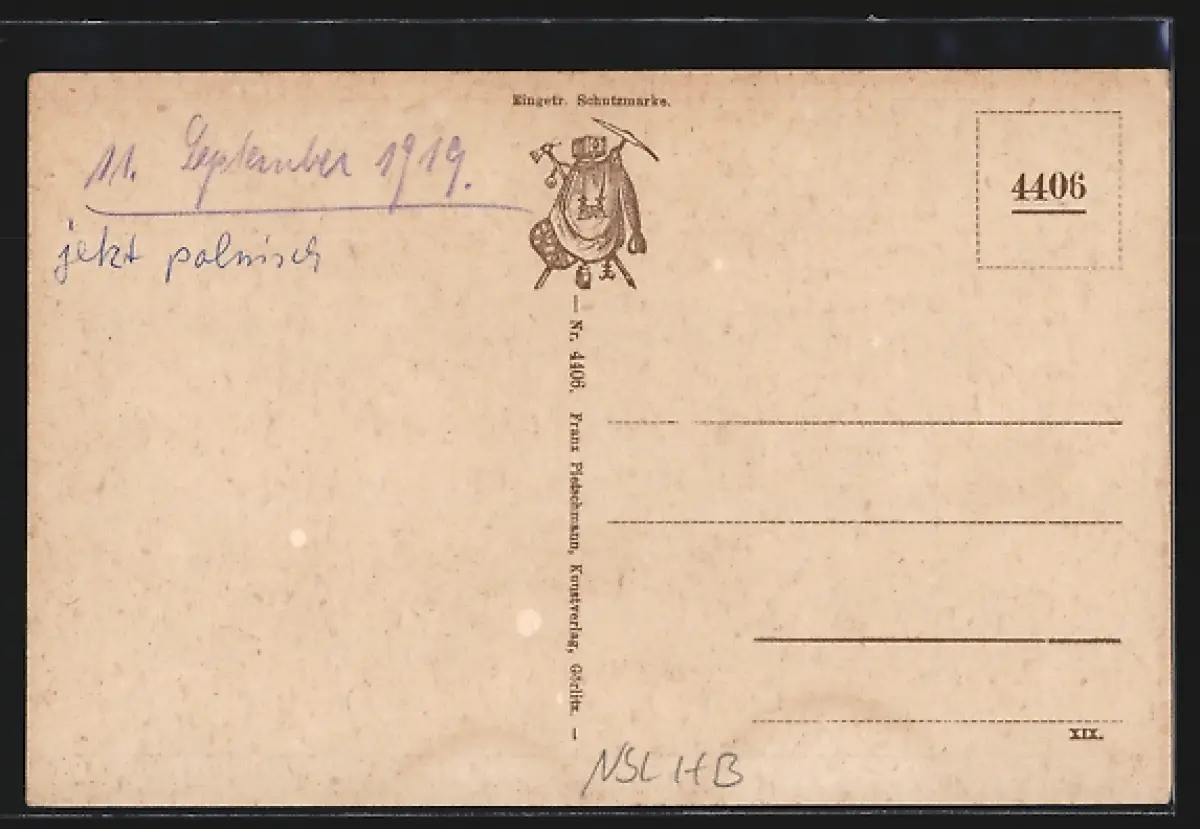 Eingetr. Schutzmarke.
11. September 1919.
jetzt polnisch
4406
— Nr. 4406. Franz Pietschmann, Kunstverlag, Görlitz. —
XIX.
NSL HB